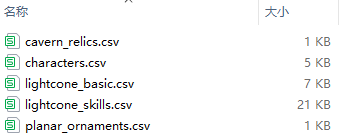 名称 大小
cavern_relics.csv 1 KB
characters.csv 5 KB
lightcone_basic.csv 7 KB
lightcone_skills.csv 21 KB
planar_ornaments.csv 1 KB